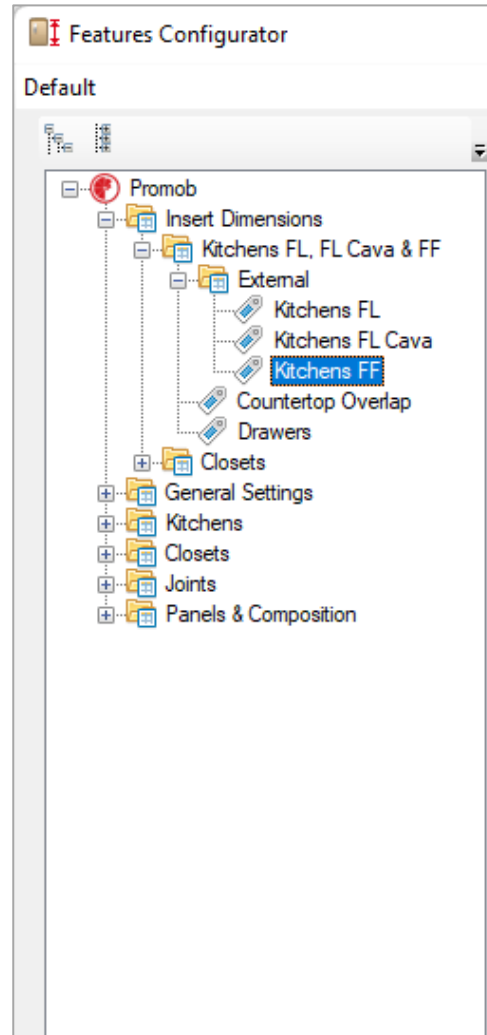 Features Configurator
Default
Promob
Insert Dimensions
Kitchens FL, FL Cava & FF
External
Kitchens FL
Kitchens FL Cava
Kitchens FF
Countertop Overlap
Drawers
Closets
General Settings
Kitchens
Closets
Joints
Panels & Composition